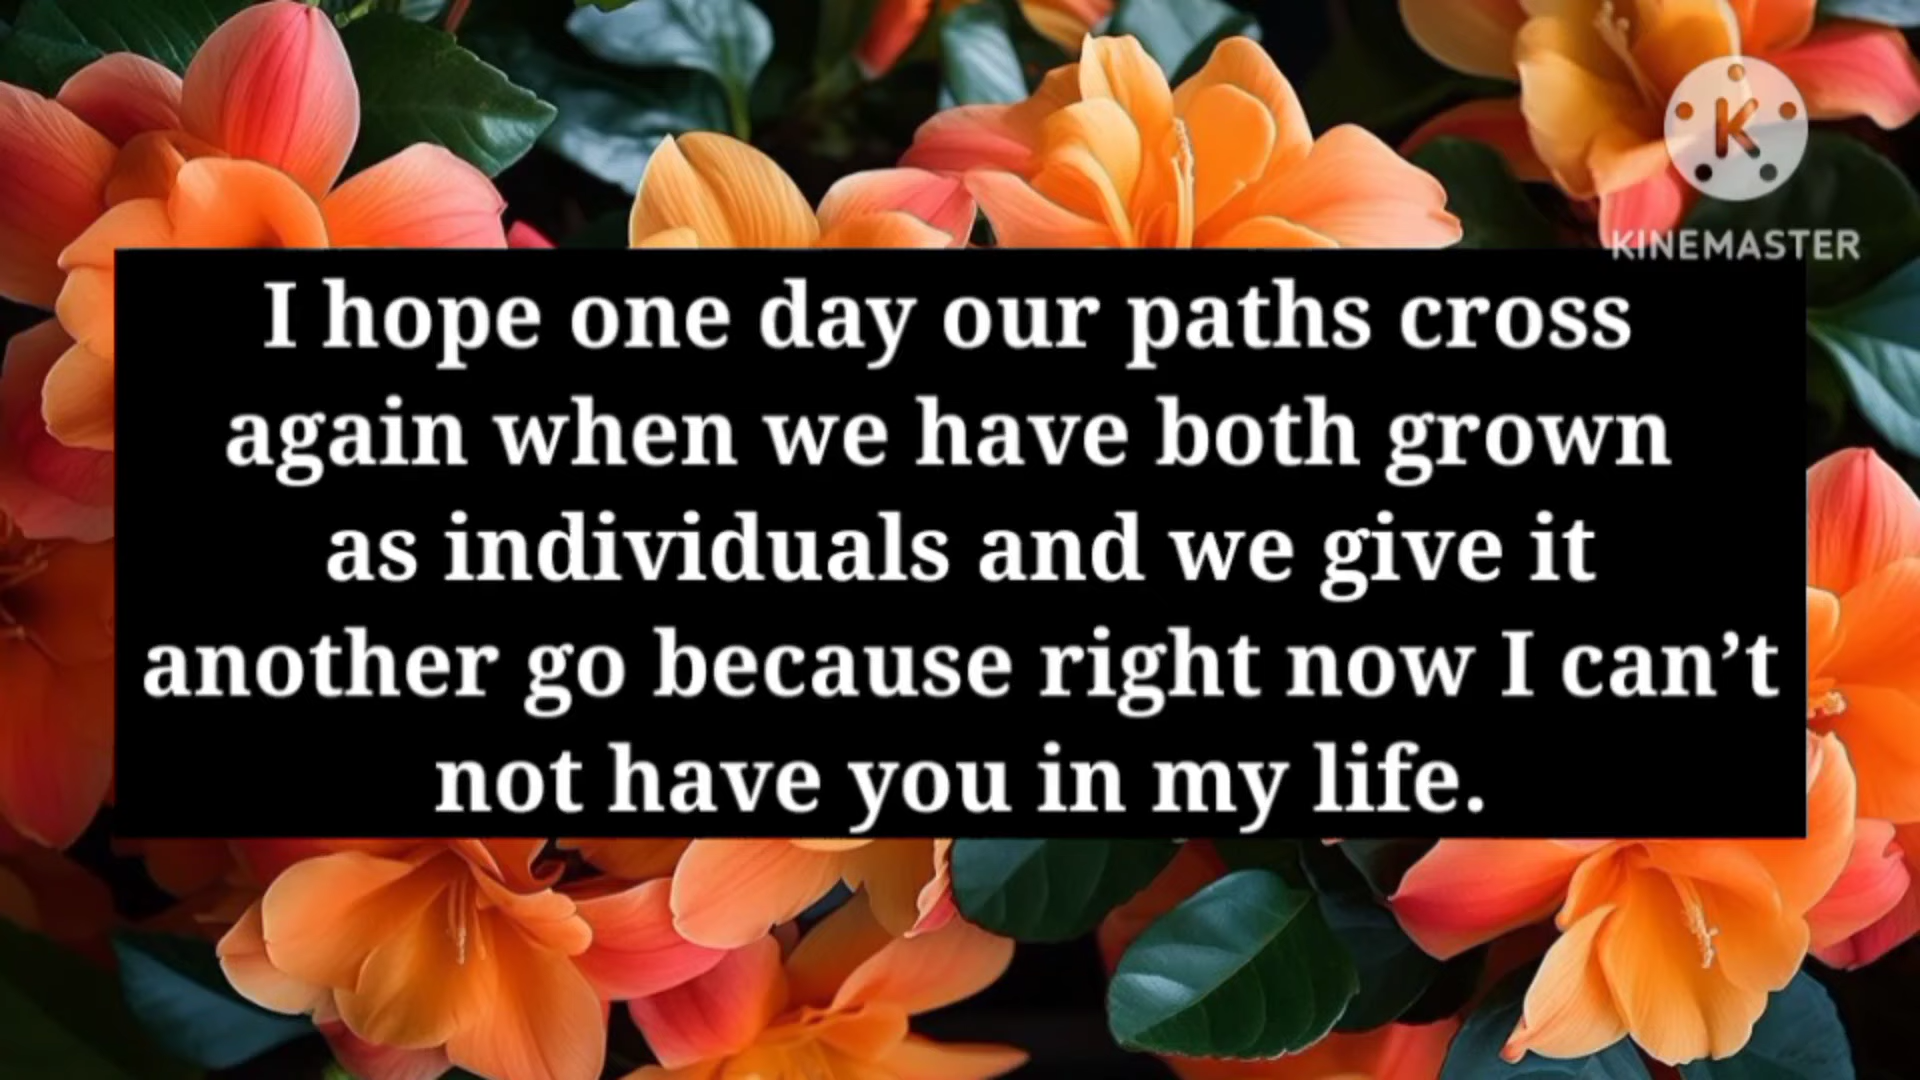 K
KINEMASTER
I hope one day our paths cross
again when we have both grown
as individuals and we give it
another go because right now I can’t
not have you in my life.